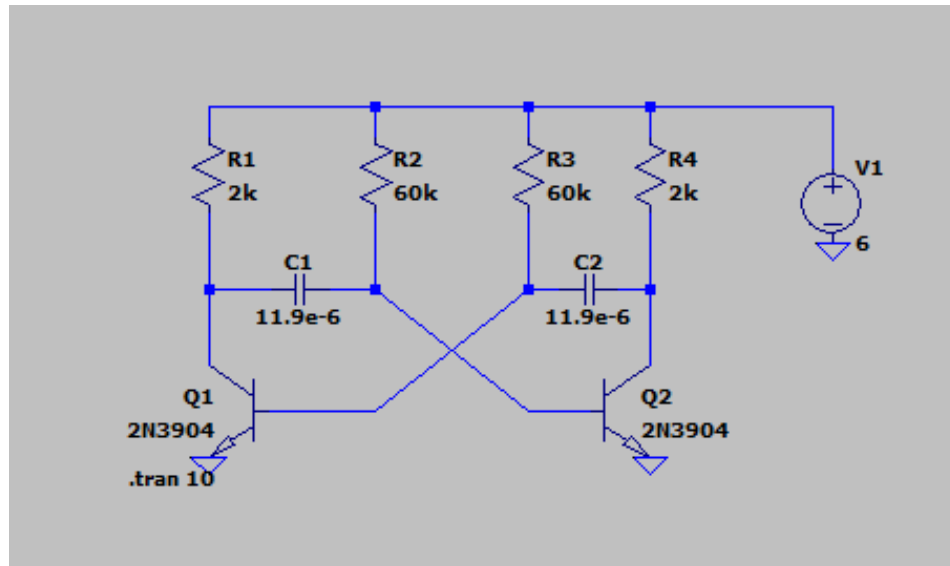 R1
2k
R2
60k
R3
60k
R4
2k
V1
6
C1
11.9e-6
C2
11.9e-6
Q1
2N3904
Q2
2N3904
.tran 10